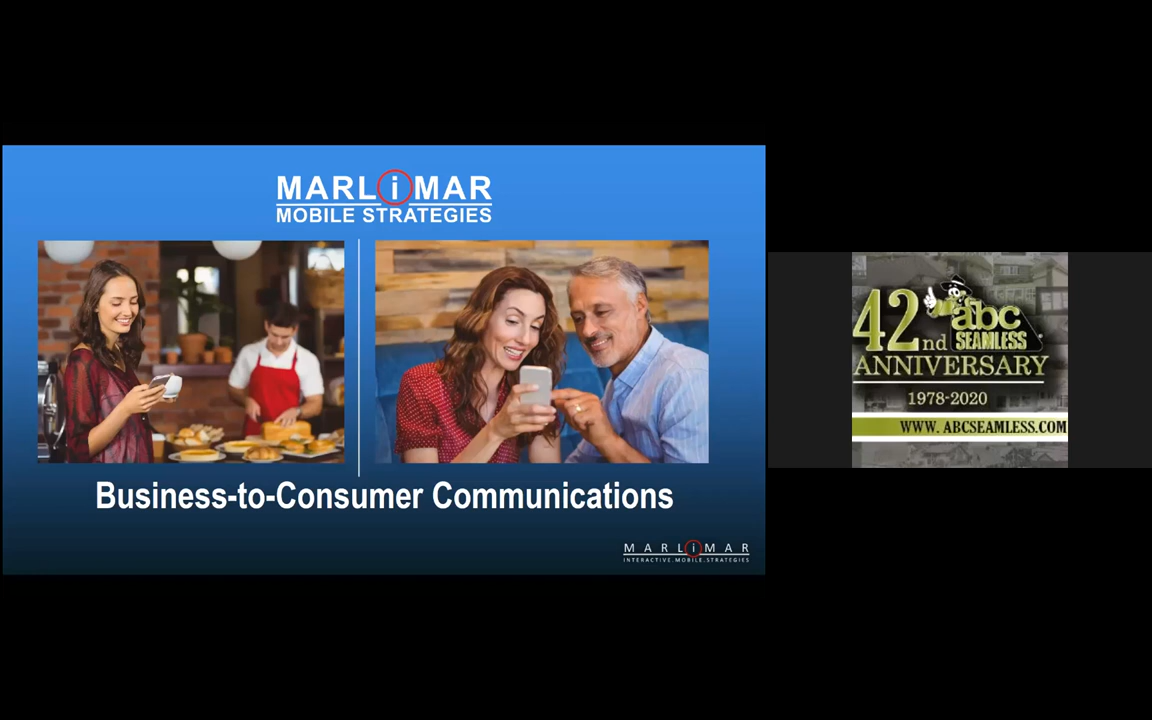 MARLiMAR
MOBILE STRATEGIES
Business-to-Consumer Communications
MARLiMAR
INTERACTIVE.MOBILE.STRATEGIES
42nd
abc
SEAMLESS
ANNIVERSARY
1978-2020
WWW. ABCSEAMLESS.COM